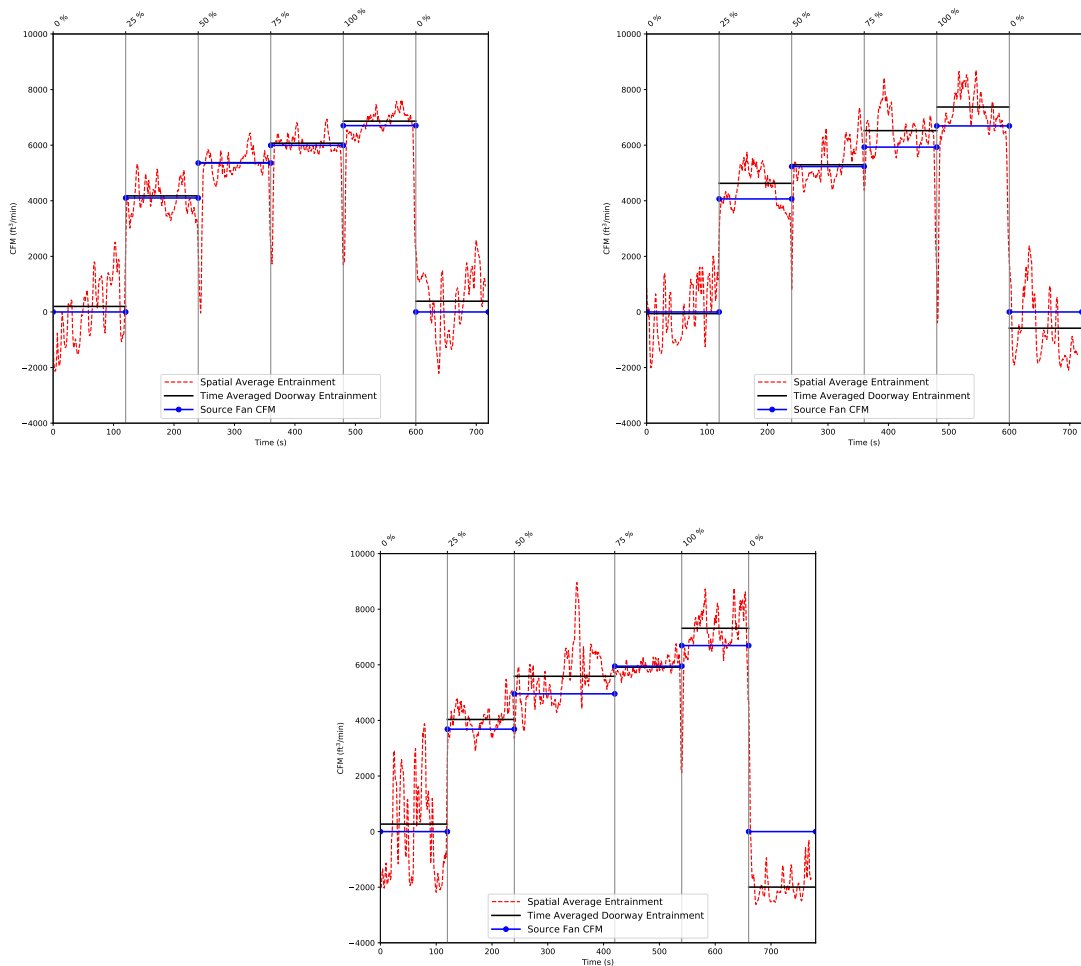 0 %
25 %
50 %
75 %
100 %
0 %
10000
8000
6000
4000
2000
0
−2000
−4000
CFM (ft³/min)
Spatial Average Entrainment
Time Averaged Doorway Entrainment
Source Fan CFM
0 100 200 300 400 500 600 700
Time (s)
0 %
25 %
50 %
75 %
100 %
0 %
10000
8000
6000
4000
2000
0
−2000
−4000
CFM (ft³/min)
Spatial Average Entrainment
Time Averaged Doorway Entrainment
Source Fan CFM
0 100 200 300 400 500 600 700
Time (s)
0 %
25 %
50 %
75 %
100 %
0 %
10000
8000
6000
4000
2000
0
−2000
−4000
CFM (ft³/min)
Spatial Average Entrainment
Time Averaged Doorway Entrainment
Source Fan CFM
0 100 200 300 400 500 600 700
Time (s)